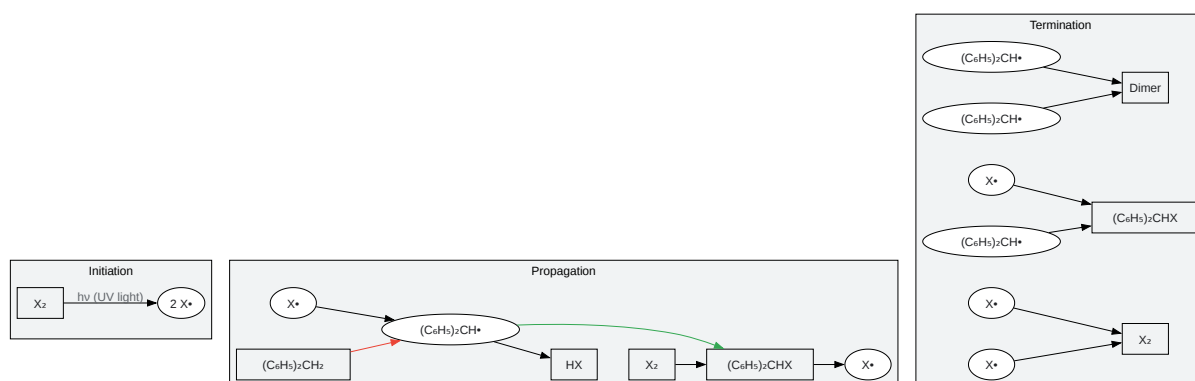 Initiation
X₂
hν (UV light)
2 X•
Propagation
X•
(C₆H₅)₂CH•
(C₆H₅)₂CH₂
HX
X₂
(C₆H₅)₂CHX
X•
Termination
(C₆H₅)₂CH•
Dimer
(C₆H₅)₂CH•
X•
(C₆H₅)₂CHX
(C₆H₅)₂CH•
X•
X₂
X•